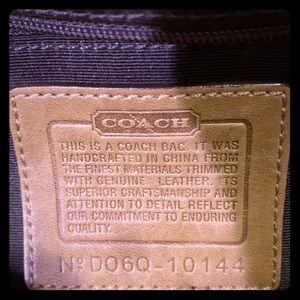 COACH
THIS IS A COACH BAG. IT WAS
HANDCRAFTED IN CHINA FROM
THE FINEST MATERIALS TRIMMED
WITH GENUINE LEATHER. ITS
SUPERIOR CRAFTSMANSHIP AND
ATTENTION TO DETAIL REFLECT
OUR COMMITMENT TO ENDURING
QUALITY.
Nº DO6Q-10144